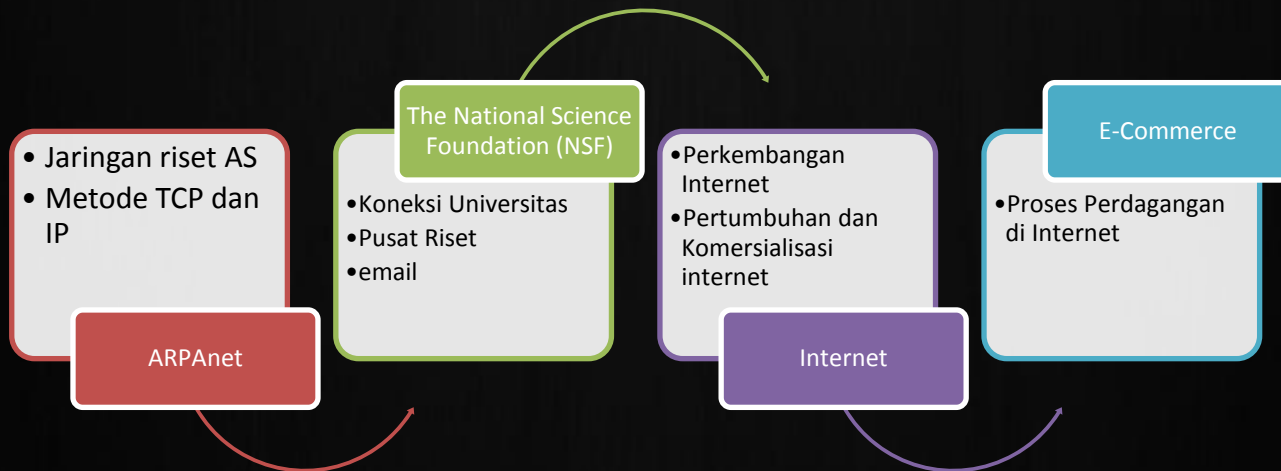 • Jaringan riset AS
• Metode TCP dan
IP
ARPAnet
The National Science
Foundation (NSF)
•Koneksi Universitas
•Pusat Riset
•email
•Perkembangan
Internet
•Pertumbuhan dan
Komersialisasi
internet
Internet
E-Commerce
•Proses Perdagangan
di Internet